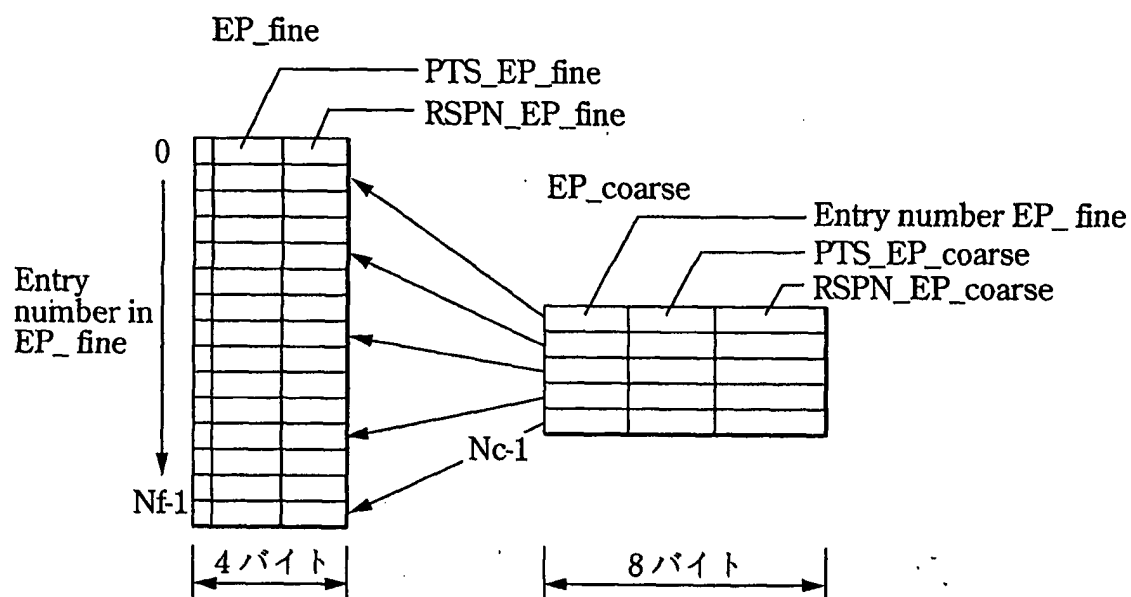 EP_fine
PTS_EP_fine
RSPN_EP_fine
0
EP_coarse
Entry number EP_ fine
PTS_EP_coarse
RSPN_EP_coarse
Entry
number in
EP_ fine
Nc-1
Nf-1
4バイト
8バイト